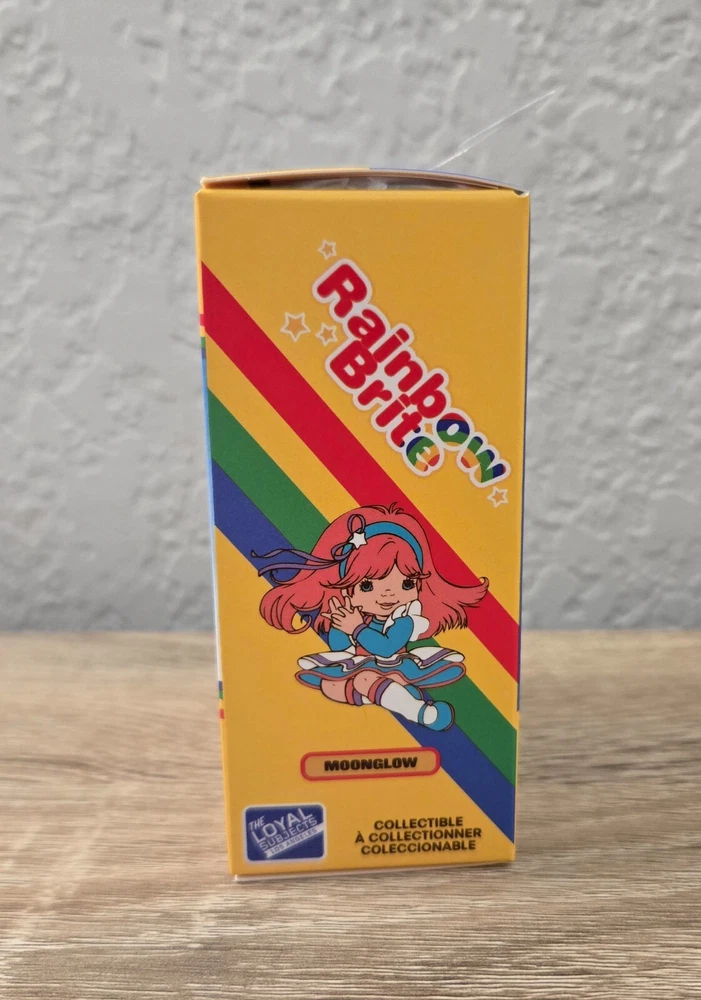 Rainbow
Brite
MOONGLOW
THE
LOYAL
SUBJECTS
LOS ANGELES
COLLECTIBLE
À COLLECTIONNER
COLECCIONABLE